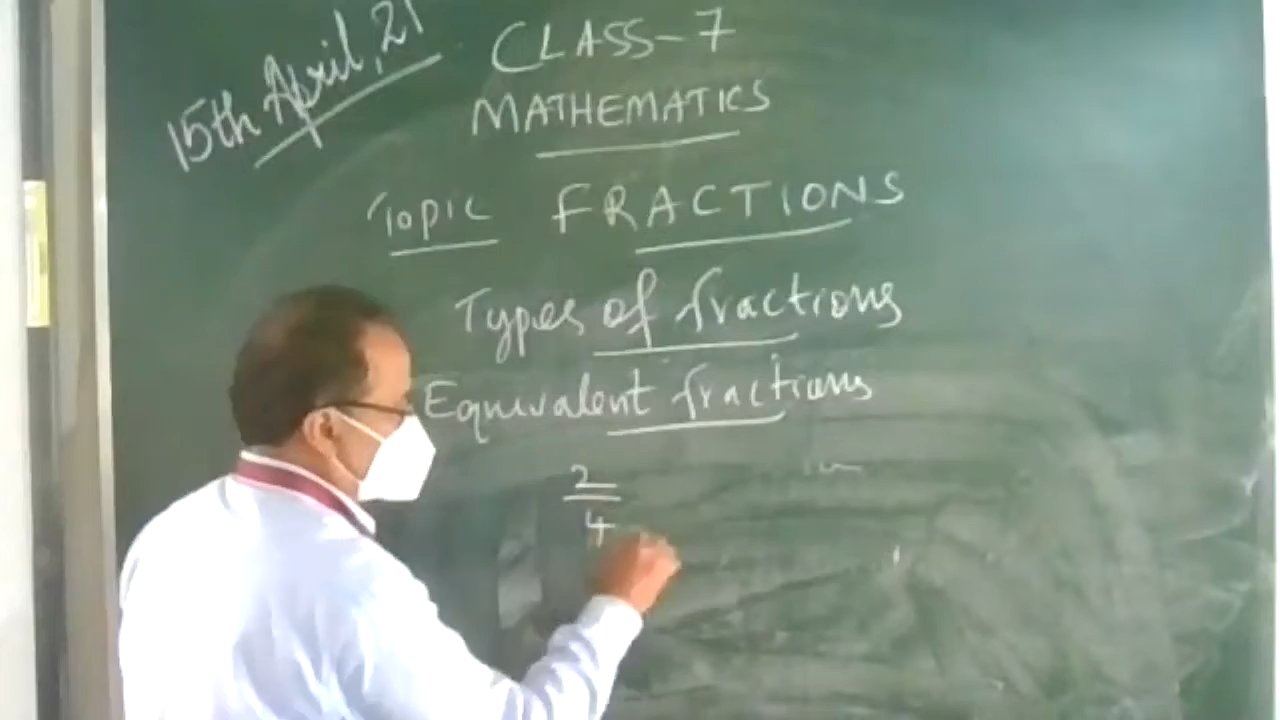 15th April, 21
CLASS-7
MATHEMATICS
Topic FRACTIONS
Types of fractions
Equivalent fractions
2
4